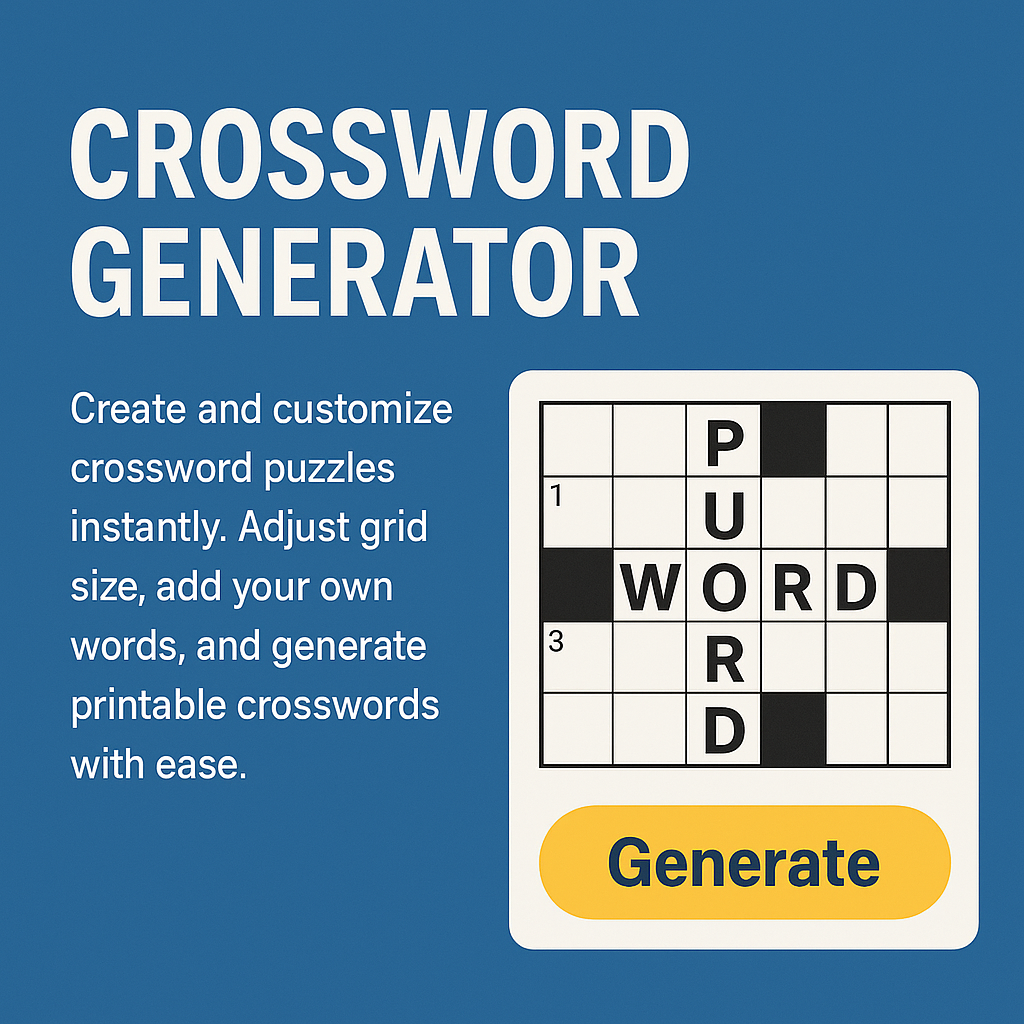 CROSSWORD
GENERATOR
Create and customize
crossword puzzles
instantly. Adjust grid
size, add your own
words, and generate
printable crosswords
with ease.
P
1 U
WORD
3 R
D
Generate